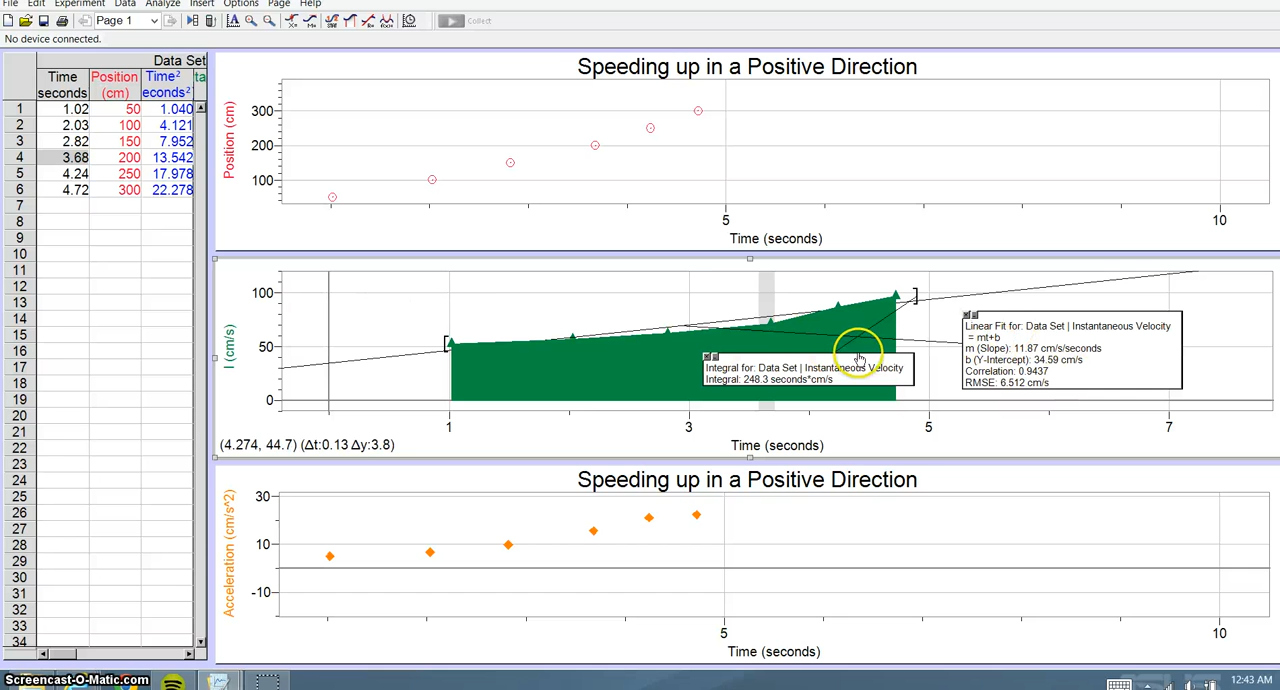 File Edit Experiment Data Analyze Insert Options Page Help
Page 1
Collect
No device connected.
Data Set
Time Position Time² ta
seconds (cm) econds²
1 1.02 50 1.040
2 2.03 100 4.121
3 2.82 150 7.952
4 3.68 200 13.542
5 4.24 250 17.978
6 4.72 300 22.278
7
8
9
10
11
12
13
14
15
16
17
18
19
20
21
22
23
24
25
26
27
28
29
30
31
32
33
34
Speeding up in a Positive Direction
Position (cm)
300
200
100
5 10
Time (seconds)
I (cm/s)
100
50
0
Integral for: Data Set | Instantaneous Velocity
Integral: 248.3 seconds*cm/s
Linear Fit for: Data Set | Instantaneous Velocity
= mt+b
m (Slope): 11.87 cm/s/seconds
b (Y-Intercept): 34.59 cm/s
Correlation: 0.9437
RMSE: 6.512 cm/s
1 3 5 7
(4.274, 44.7) (Δt:0.13 Δy:3.8)
Time (seconds)
Speeding up in a Positive Direction
Acceleration (cm/s^2)
30
10
-10
5 10
Time (seconds)
Screencast-O-Matic.com
12:43 AM